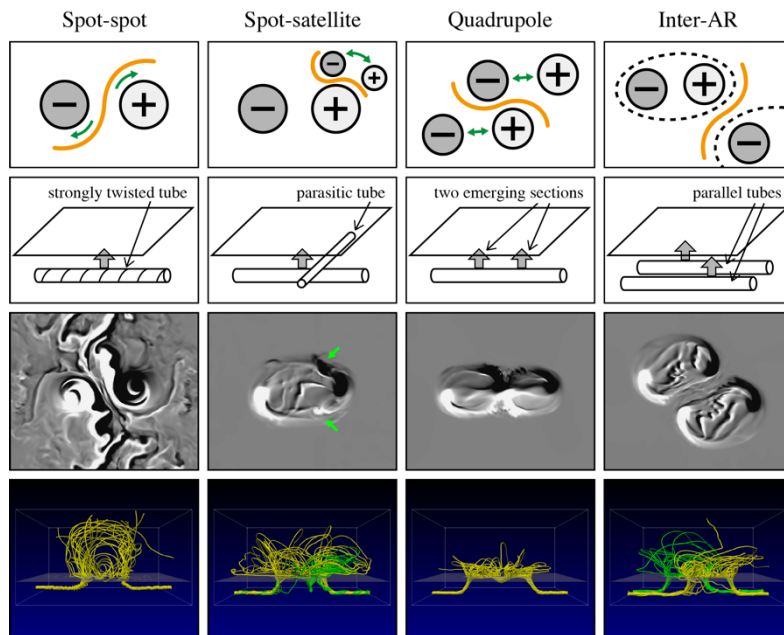 Spot-spot
Spot-satellite
Quadrupole
Inter-AR
− +
− + − +
− + − +
− + −
strongly twisted tube
parasitic tube
two emerging sections
parallel tubes